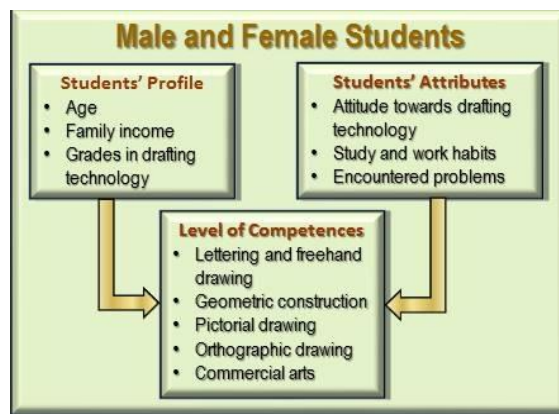 Male and Female Students
Students' Profile
• Age
• Family income
• Grades in drafting
technology
Students' Attributes
• Attitude towards drafting
technology
• Study and work habits
• Encountered problems
Level of Competences
• Lettering and freehand
drawing
• Geometric construction
• Pictorial drawing
• Orthographic drawing
• Commercial arts